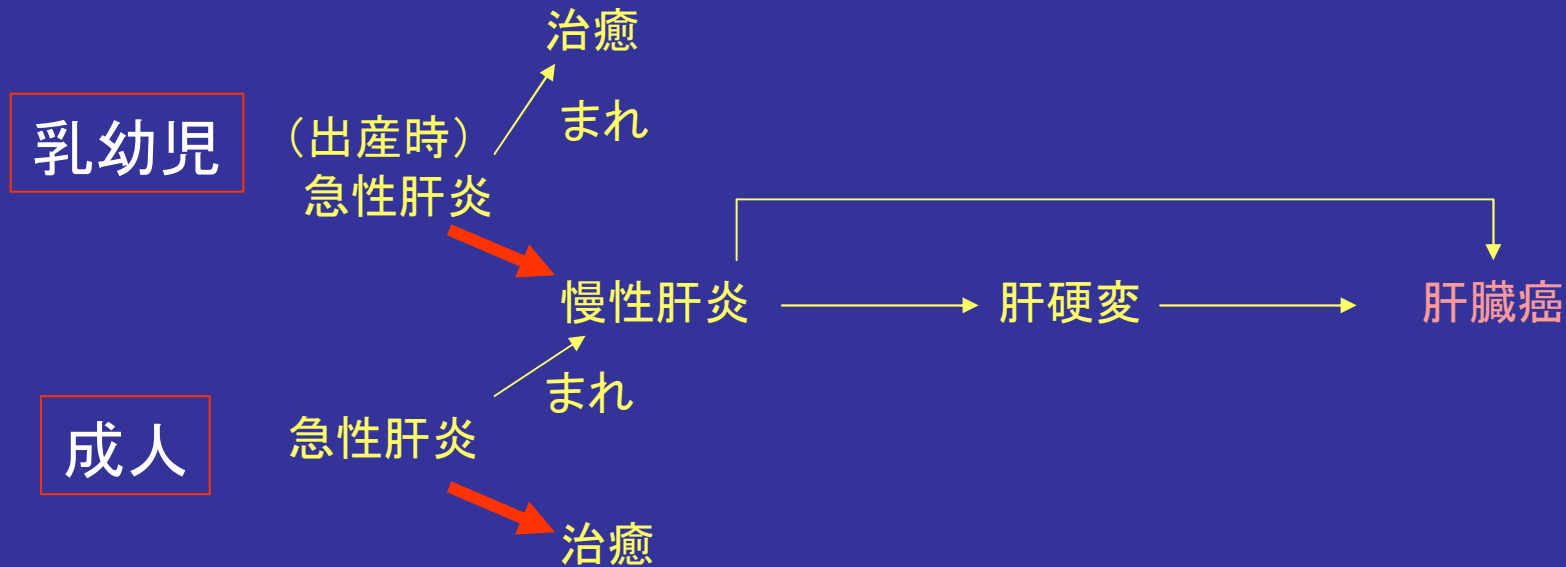 治癒
まれ
乳幼児
（出産時）
急性肝炎
慢性肝炎
肝硬変
肝臓癌
まれ
成人
急性肝炎
治癒